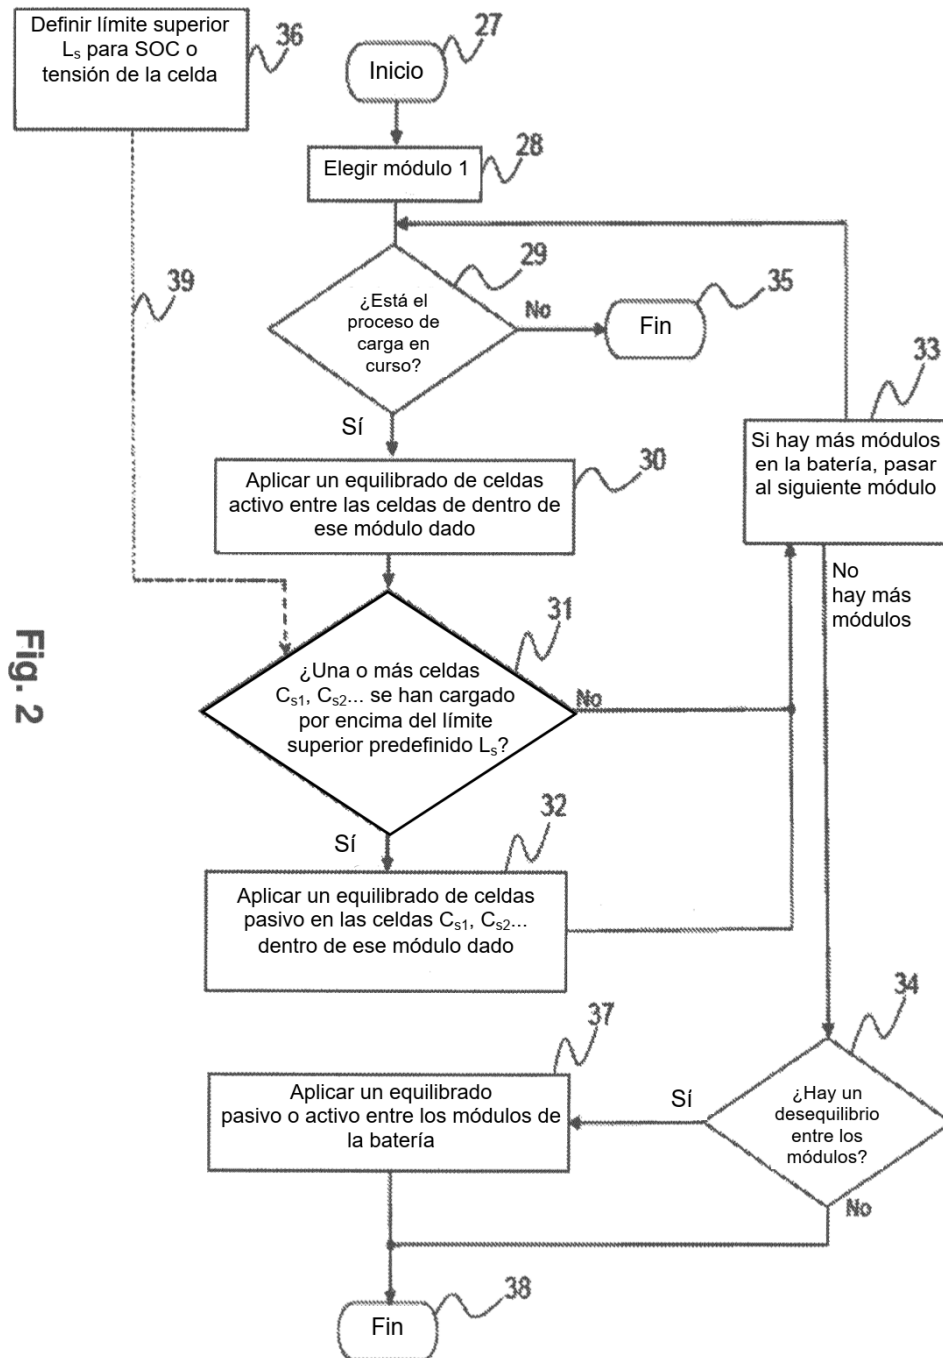 Definir límite superior
Ls para SOC o
tensión de la celda
36
27
Inicio
28
Elegir módulo 1
29
¿Está el
proceso de
carga en
curso?
No
35
Fin
39
33
Si hay más módulos
en la batería, pasar
al siguiente módulo
Sí
30
Aplicar un equilibrado de celdas
activo entre las celdas de dentro de
ese módulo dado
No
hay más
módulos
31
¿Una o más celdas
Cs1, Cs2... se han cargado
por encima del límite
superior predefinido Ls?
No
Fig. 2
Sí
32
Aplicar un equilibrado de celdas
pasivo en las celdas Cs1, Cs2...
dentro de ese módulo dado
34
¿Hay un
desequilibrio
entre los
módulos?
Sí
No
37
Aplicar un equilibrado
pasivo o activo entre los módulos de
la batería
38
Fin